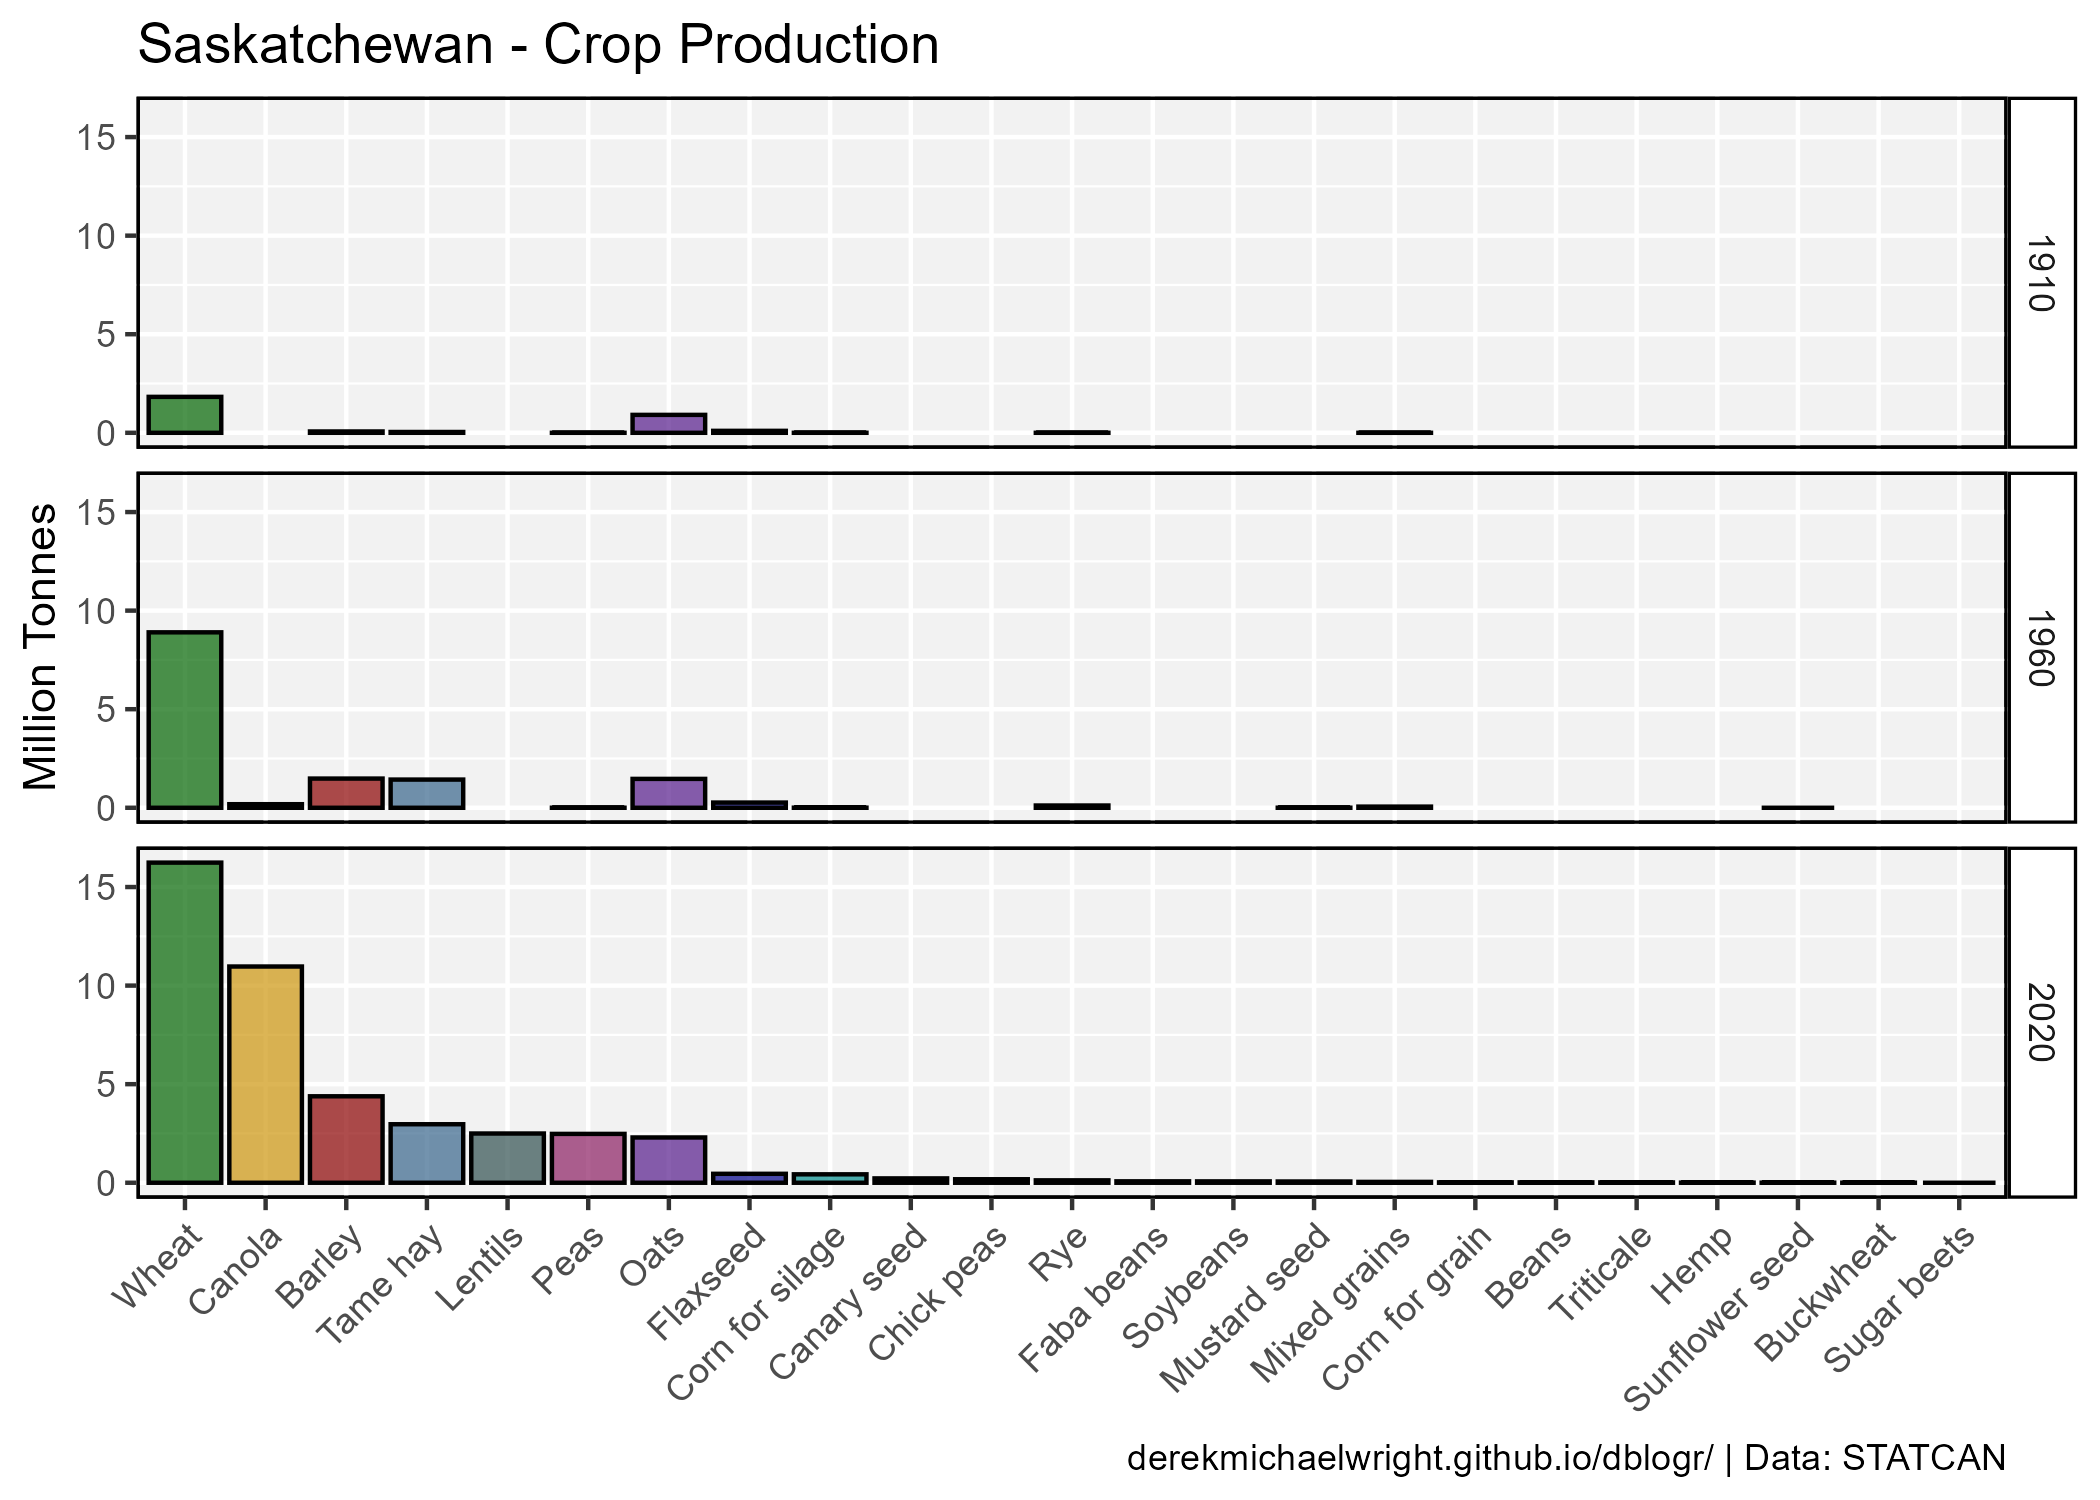 Saskatchewan - Crop Production
Million Tonnes
15
10
5
0
1910
15
10
5
0
1960
15
10
5
0
2020
Wheat
Canola
Barley
Tame hay
Lentils
Peas
Oats
Flaxseed
Corn for silage
Canary seed
Chick peas
Rye
Faba beans
Soybeans
Mustard seed
Mixed grains
Corn for grain
Beans
Triticale
Hemp
Sunflower seed
Buckwheat
Sugar beets
derekmichaelwright.github.io/dblogr/ | Data: STATCAN